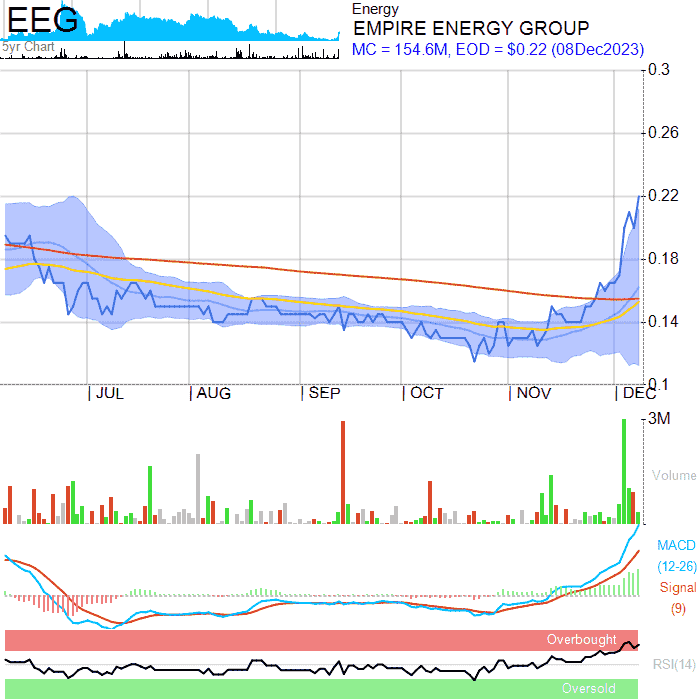 EEG
5yr Chart
Energy
EMPIRE ENERGY GROUP
MC = 154.6M, EOD = $0.22 (08Dec2023)
0.3
0.26
0.22
0.18
0.14
0.1
JUL AUG SEP OCT NOV DEC
3M
Volume
MACD
(12-26)
Signal
(9)
Overbought
RSI(14)
Oversold